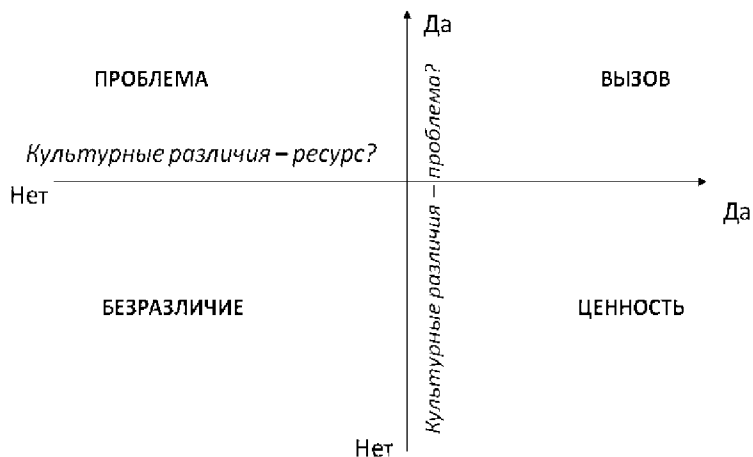 Да
ПРОБЛЕМА
ВЫЗОВ
Культурные различия – ресурс?
Культурные различия – проблема?
Нет
Да
БЕЗРАЗЛИЧИЕ
ЦЕННОСТЬ
Нет